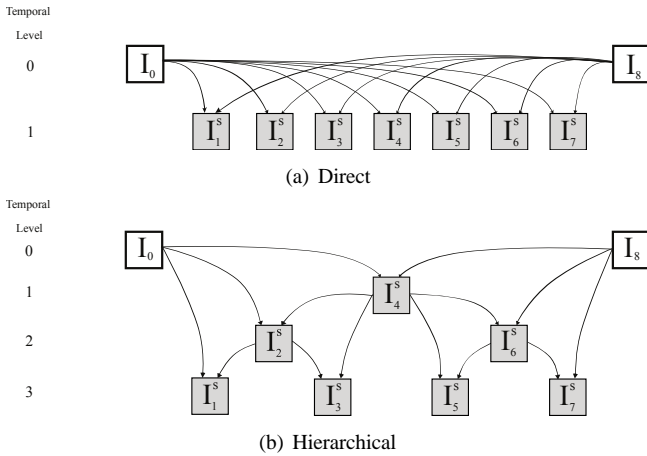 Temporal
Level
0
I0 I8
1
I1s I2s I3s I4s I5s I6s I7s
(a) Direct
Temporal
Level
0
I0 I8
1
I4s
2
I2s I6s
3
I1s I3s I5s I7s
(b) Hierarchical